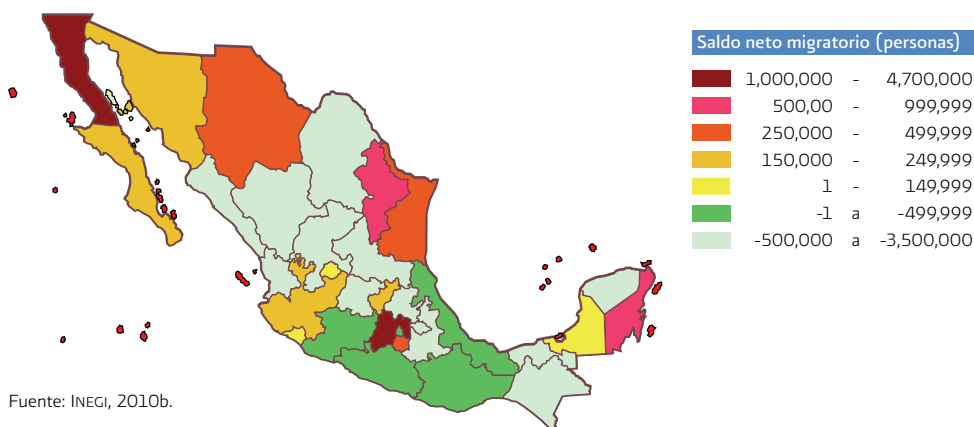 Saldo neto migratorio (personas)
1,000,000 - 4,700,000
500,00 - 999,999
250,000 - 499,999
150,000 - 249,999
1 - 149,999
-1 a -499,999
-500,000 a -3,500,000
Fuente: INEGI, 2010b.